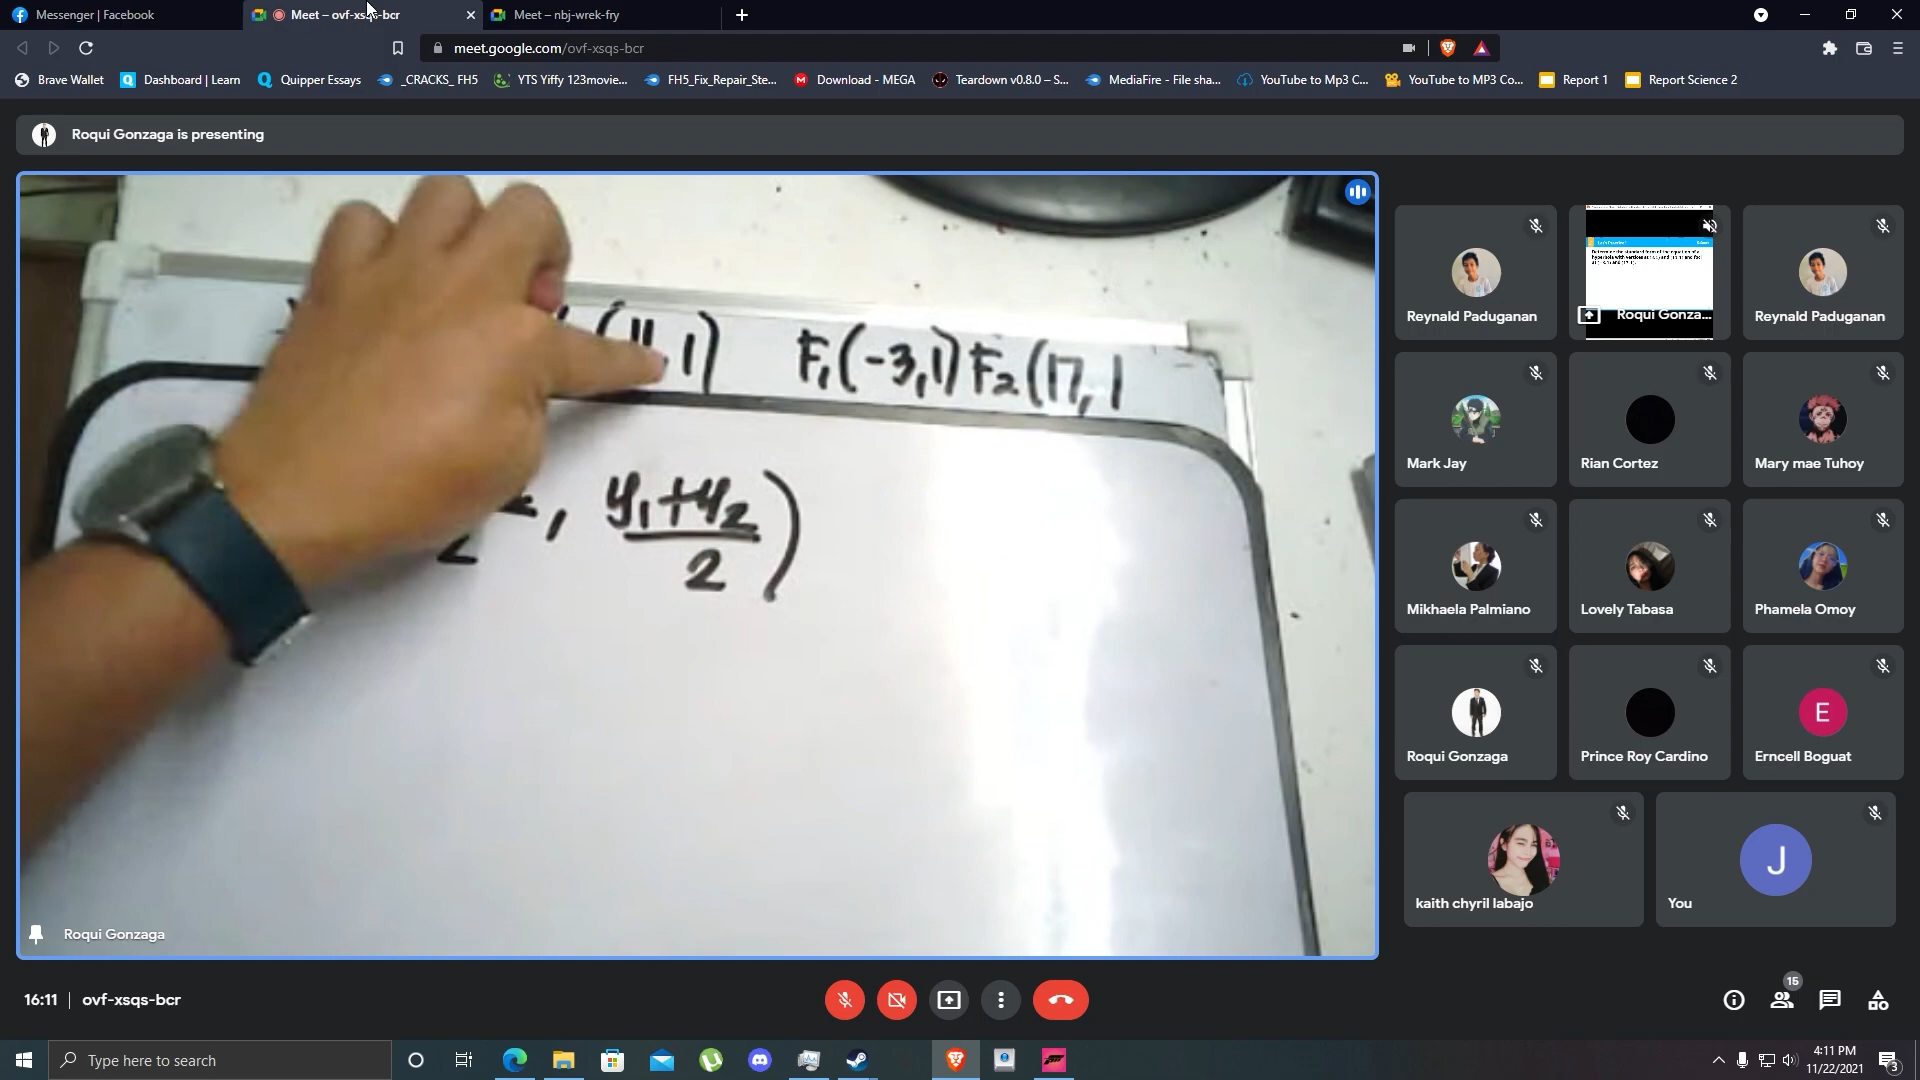 Messenger | Facebook
Meet – ovf-xsqs-bcr
Meet – nbj-wrek-fry
meet.google.com/ovf-xsqs-bcr
Brave Wallet
Dashboard | Learn
Quipper Essays
_CRACKS_ FH5
YTS Yiffy 123movie...
FH5_Fix_Repair_Ste...
Download - MEGA
Teardown v0.8.0 – S...
MediaFire - File sha...
YouTube to Mp3 C...
YouTube to MP3 Co...
Report 1
Report Science 2
Roqui Gonzaga is presenting
(11,1) F₁(-3,1) F₂(17,1
2, y₁+y₂ )
2 2
Roqui Gonzaga
Reynald Paduganan
Roqui Gonza...
Reynald Paduganan
Mark Jay
Rian Cortez
Mary mae Tuhoy
Mikhaela Palmiano
Lovely Tabasa
Phamela Omoy
Roqui Gonzaga
Prince Roy Cardino
E
Erncell Boguat
kaith chyril labajo
J
You
16:11 | ovf-xsqs-bcr
15
Type here to search
4:11 PM
11/22/2021
3